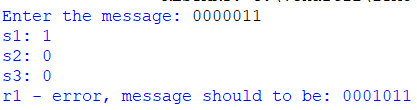 Enter the message: 0000011
s1: 1
s2: 0
s3: 0
r1 - error, message should to be: 0001011